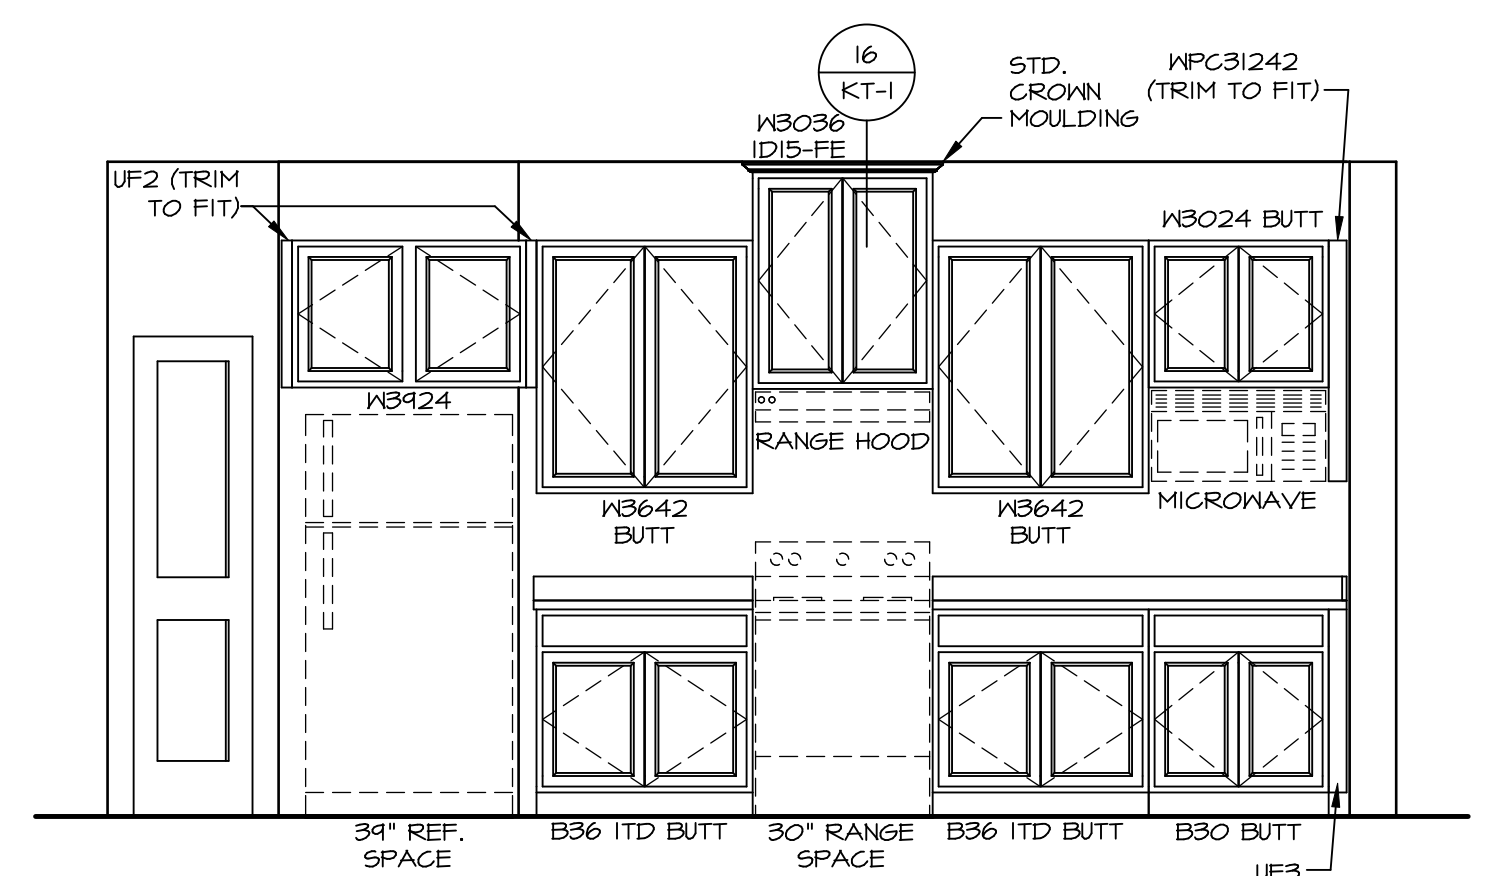 16
KT-1
STD.
CROWN
MOULDING
WPC31242
(TRIM TO FIT)
W3036
1D15-FE
UF2 (TRIM
TO FIT)
W3024 BUTT
W3924
RANGE HOOD
W3642
BUTT
W3642
BUTT
MICROWAVE
39" REF.
SPACE
B36 1TD BUTT
30" RANGE
SPACE
B36 1TD BUTT
B30 BUTT
UF3